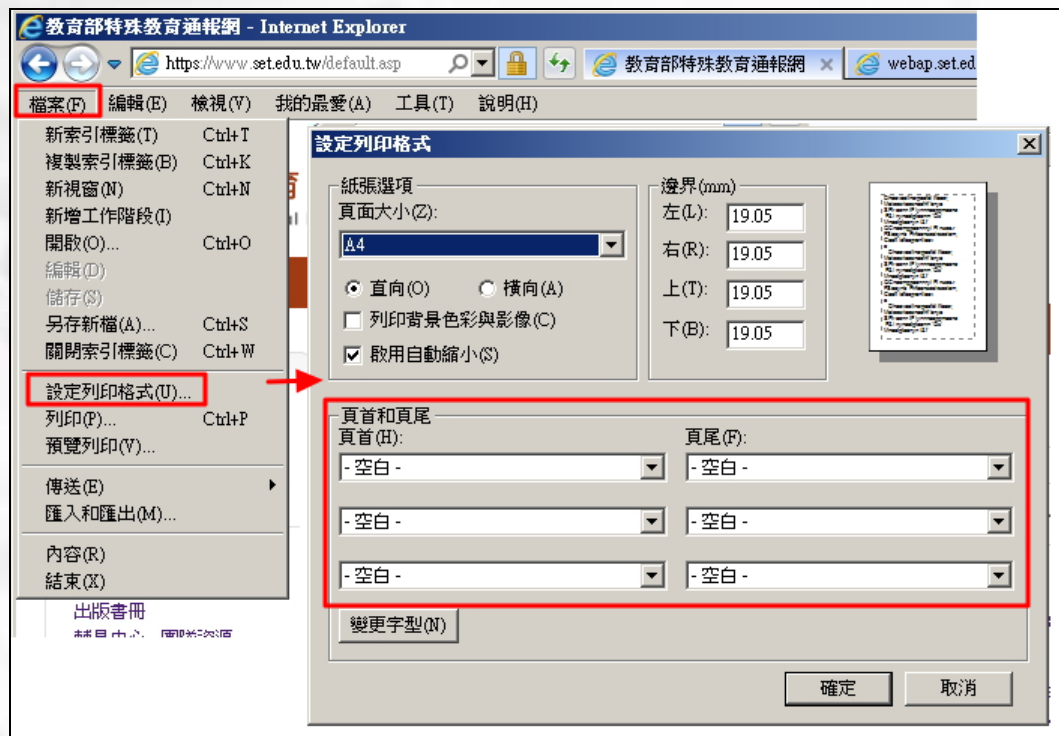 教育部特殊教育通報網 - Internet Explorer
https://www.set.edu.tw/default.asp
教育部特殊教育通報網
webap.set.ed
檔案(F) 編輯(E) 檢視(V) 我的最愛(A) 工具(T) 說明(H)
新索引標籤(T) Ctrl+T
複製索引標籤(B) Ctrl+K
新視窗(N) Ctrl+N
新增工作階段(I)
開啟(O)... Ctrl+O
編輯(D)
儲存(S)
另存新檔(A)... Ctrl+S
關閉索引標籤(C) Ctrl+W
設定列印格式(U)...
列印(P)... Ctrl+P
預覽列印(V)...
傳送(E)
匯入和匯出(M)...
內容(R)
結束(X)
出版書冊
設定列印格式
紙張選項
頁面大小(Z):
A4
直向(O) 橫向(A)
列印背景色彩與影像(C)
啟用自動縮小(S)
邊界(mm)
左(L): 19.05
右(R): 19.05
上(T): 19.05
下(B): 19.05
頁首和頁尾
頁首(H): 頁尾(F):
- 空白 - - 空白 -
- 空白 - - 空白 -
- 空白 - - 空白 -
變更字型(N)
確定 取消